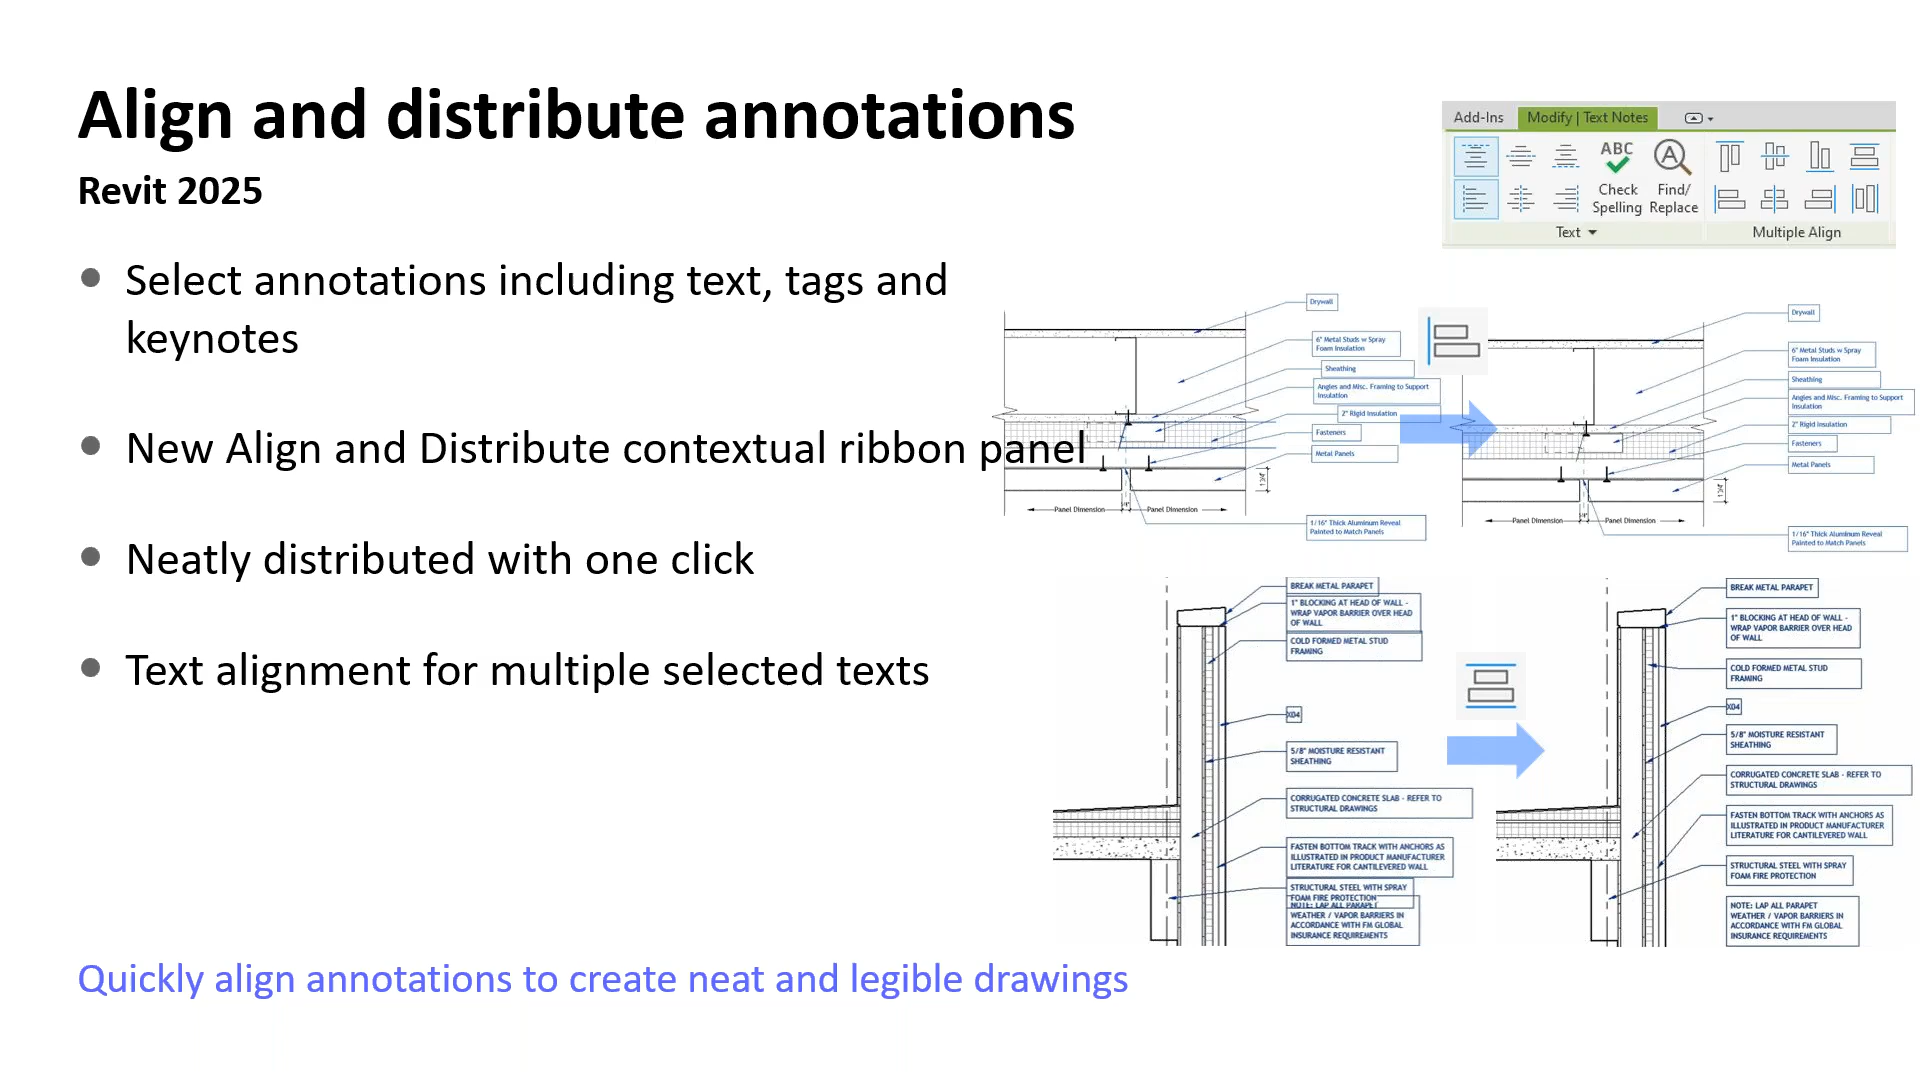 Align and distribute annotations
Revit 2025
Select annotations including text, tags and
keynotes
New Align and Distribute contextual ribbon panel
Neatly distributed with one click
Text alignment for multiple selected texts
Quickly align annotations to create neat and legible drawings
Add-Ins
Modify | Text Notes
ABC
Check
Spelling
A
Find/
Replace
Text
Multiple Align
Drywall
6" Metal Studs w Spray
Foam Insulation
Sheathing
Angles and Misc. Framing to Support
Insulation
2" Rigid Insulation
Fasteners
Metal Panels
1 3/4"
Panel Dimension
Panel Dimension
1/16" Thick Aluminum Reveal
Painted to Match Panels
Drywall
6" Metal Studs w Spray
Foam Insulation
Sheathing
Angles and Misc. Framing to Support
Insulation
2" Rigid Insulation
Fasteners
Metal Panels
1 3/4"
Panel Dimension
Panel Dimension
1/16" Thick Aluminum Reveal
Painted to Match Panels
BREAK METAL PARAPET
1" BLOCKING AT HEAD OF WALL -
WRAP VAPOR BARRIER OVER HEAD
OF WALL
COLD FORMED METAL STUD
FRAMING
X04
5/8" MOISTURE RESISTANT
SHEATHING
CORRUGATED CONCRETE SLAB - REFER TO
STRUCTURAL DRAWINGS
FASTEN BOTTOM TRACK WITH ANCHORS AS
ILLUSTRATED IN PRODUCT MANUFACTURER
LITERATURE FOR CANTILEVERED WALL
STRUCTURAL STEEL WITH SPRAY
FOAM FIRE PROTECTION
NOTE: LAP ALL PARAPET
WEATHER / VAPOR BARRIERS IN
ACCORDANCE WITH FM GLOBAL
INSURANCE REQUIREMENTS
BREAK METAL PARAPET
1" BLOCKING AT HEAD OF WALL -
WRAP VAPOR BARRIER OVER HEAD
OF WALL
COLD FORMED METAL STUD
FRAMING
X04
5/8" MOISTURE RESISTANT
SHEATHING
CORRUGATED CONCRETE SLAB - REFER TO
STRUCTURAL DRAWINGS
FASTEN BOTTOM TRACK WITH ANCHORS AS
ILLUSTRATED IN PRODUCT MANUFACTURER
LITERATURE FOR CANTILEVERED WALL
STRUCTURAL STEEL WITH SPRAY
FOAM FIRE PROTECTION
NOTE: LAP ALL PARAPET
WEATHER / VAPOR BARRIERS IN
ACCORDANCE WITH FM GLOBAL
INSURANCE REQUIREMENTS